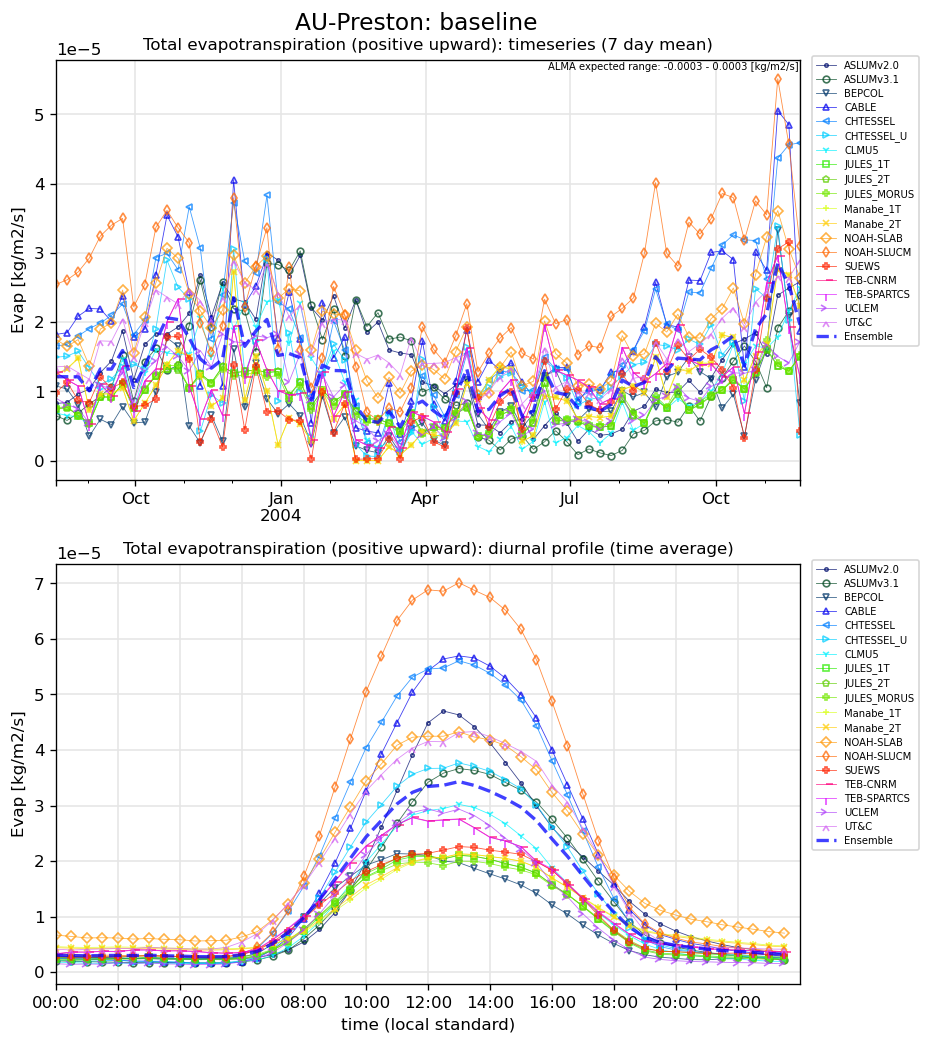 AU-Preston: baseline
Total evapotranspiration (positive upward): timeseries (7 day mean)
1e−5
ALMA expected range: -0.0003 - 0.0003 [kg/m2/s]
Evap [kg/m2/s]
5
4
3
2
1
0
Oct
Jan
2004
Apr
Jul
Oct
ASLUMv2.0
ASLUMv3.1
BEPCOL
CABLE
CHTESSEL
CHTESSEL_U
CLMU5
JULES_1T
JULES_2T
JULES_MORUS
Manabe_1T
Manabe_2T
NOAH-SLAB
NOAH-SLUCM
SUEWS
TEB-CNRM
TEB-SPARTCS
UCLEM
UT&C
Ensemble
Total evapotranspiration (positive upward): diurnal profile (time average)
1e−5
Evap [kg/m2/s]
7
6
5
4
3
2
1
0
00:00 02:00 04:00 06:00 08:00 10:00 12:00 14:00 16:00 18:00 20:00 22:00
time (local standard)
ASLUMv2.0
ASLUMv3.1
BEPCOL
CABLE
CHTESSEL
CHTESSEL_U
CLMU5
JULES_1T
JULES_2T
JULES_MORUS
Manabe_1T
Manabe_2T
NOAH-SLAB
NOAH-SLUCM
SUEWS
TEB-CNRM
TEB-SPARTCS
UCLEM
UT&C
Ensemble